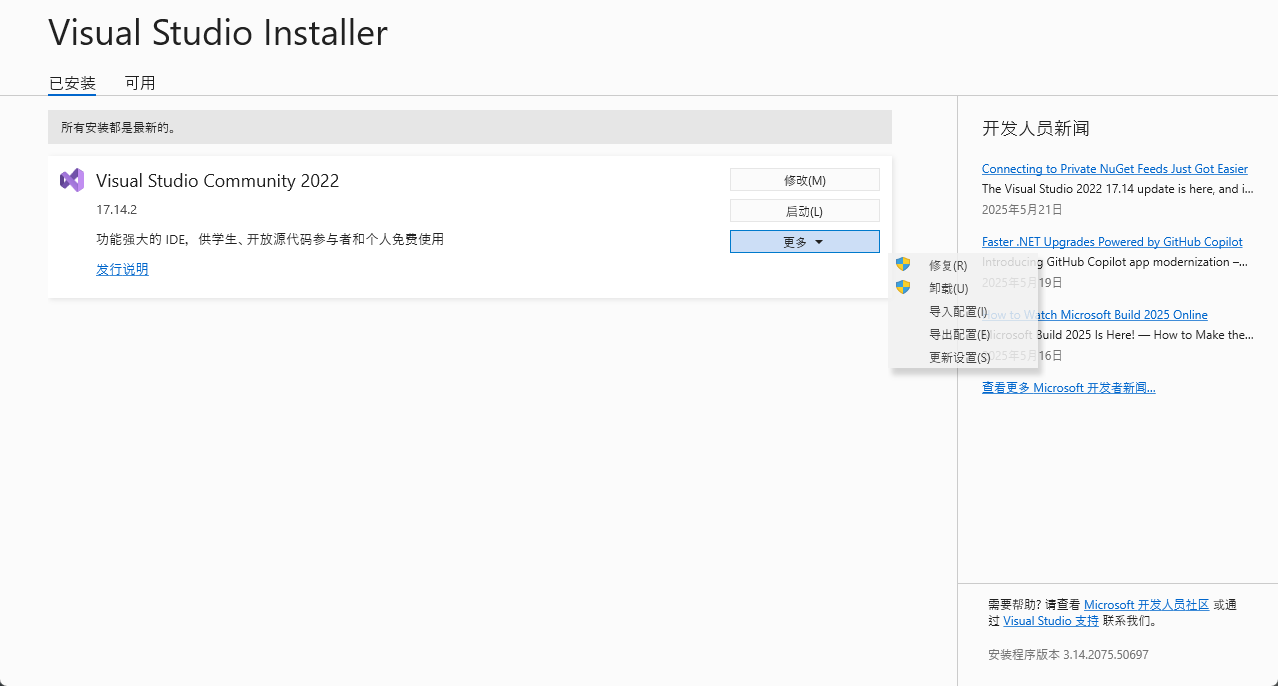 Visual Studio Installer
已安装
可用
所有安装都是最新的。
Visual Studio Community 2022
17.14.2
功能强大的 IDE，供学生、开放源代码参与者和个人免费使用
发行说明
修改(M)
启动(L)
更多
修复(R)
卸载(U)
导入配置(I)
导出配置(E)
更新设置(S)
开发人员新闻
Connecting to Private NuGet Feeds Just Got Easier
The Visual Studio 2022 17.14 update is here, and i...
2025年5月21日
Faster .NET Upgrades Powered by GitHub Copilot
Introducing GitHub Copilot app modernization –...
2025年5月19日
How to Watch Microsoft Build 2025 Online
Microsoft Build 2025 Is Here! — How to Make the...
2025年5月16日
查看更多 Microsoft 开发者新闻...
需要帮助? 请查看 Microsoft 开发人员社区 或通
过 Visual Studio 支持 联系我们。
安装程序版本 3.14.2075.50697